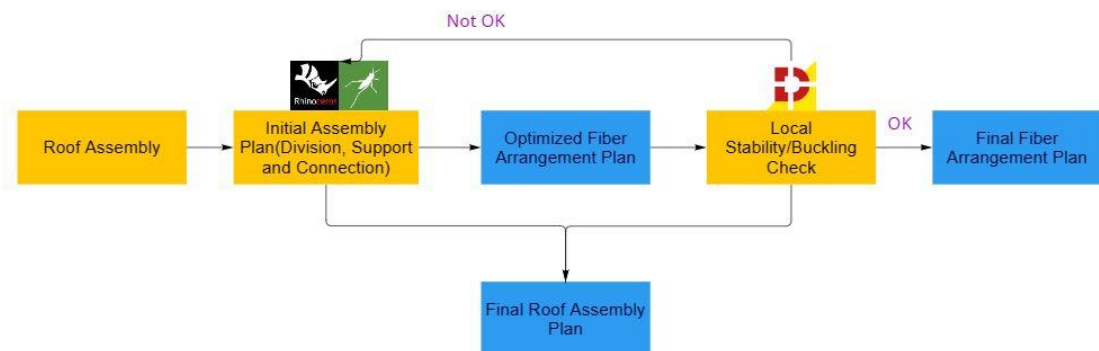 Not OK
Rhinoceros
Roof Assembly
Initial Assembly
Plan(Division, Support
and Connection)
Optimized Fiber
Arrangement Plan
Local
Stability/Buckling
Check
OK
Final Fiber
Arrangement Plan
Final Roof Assembly
Plan